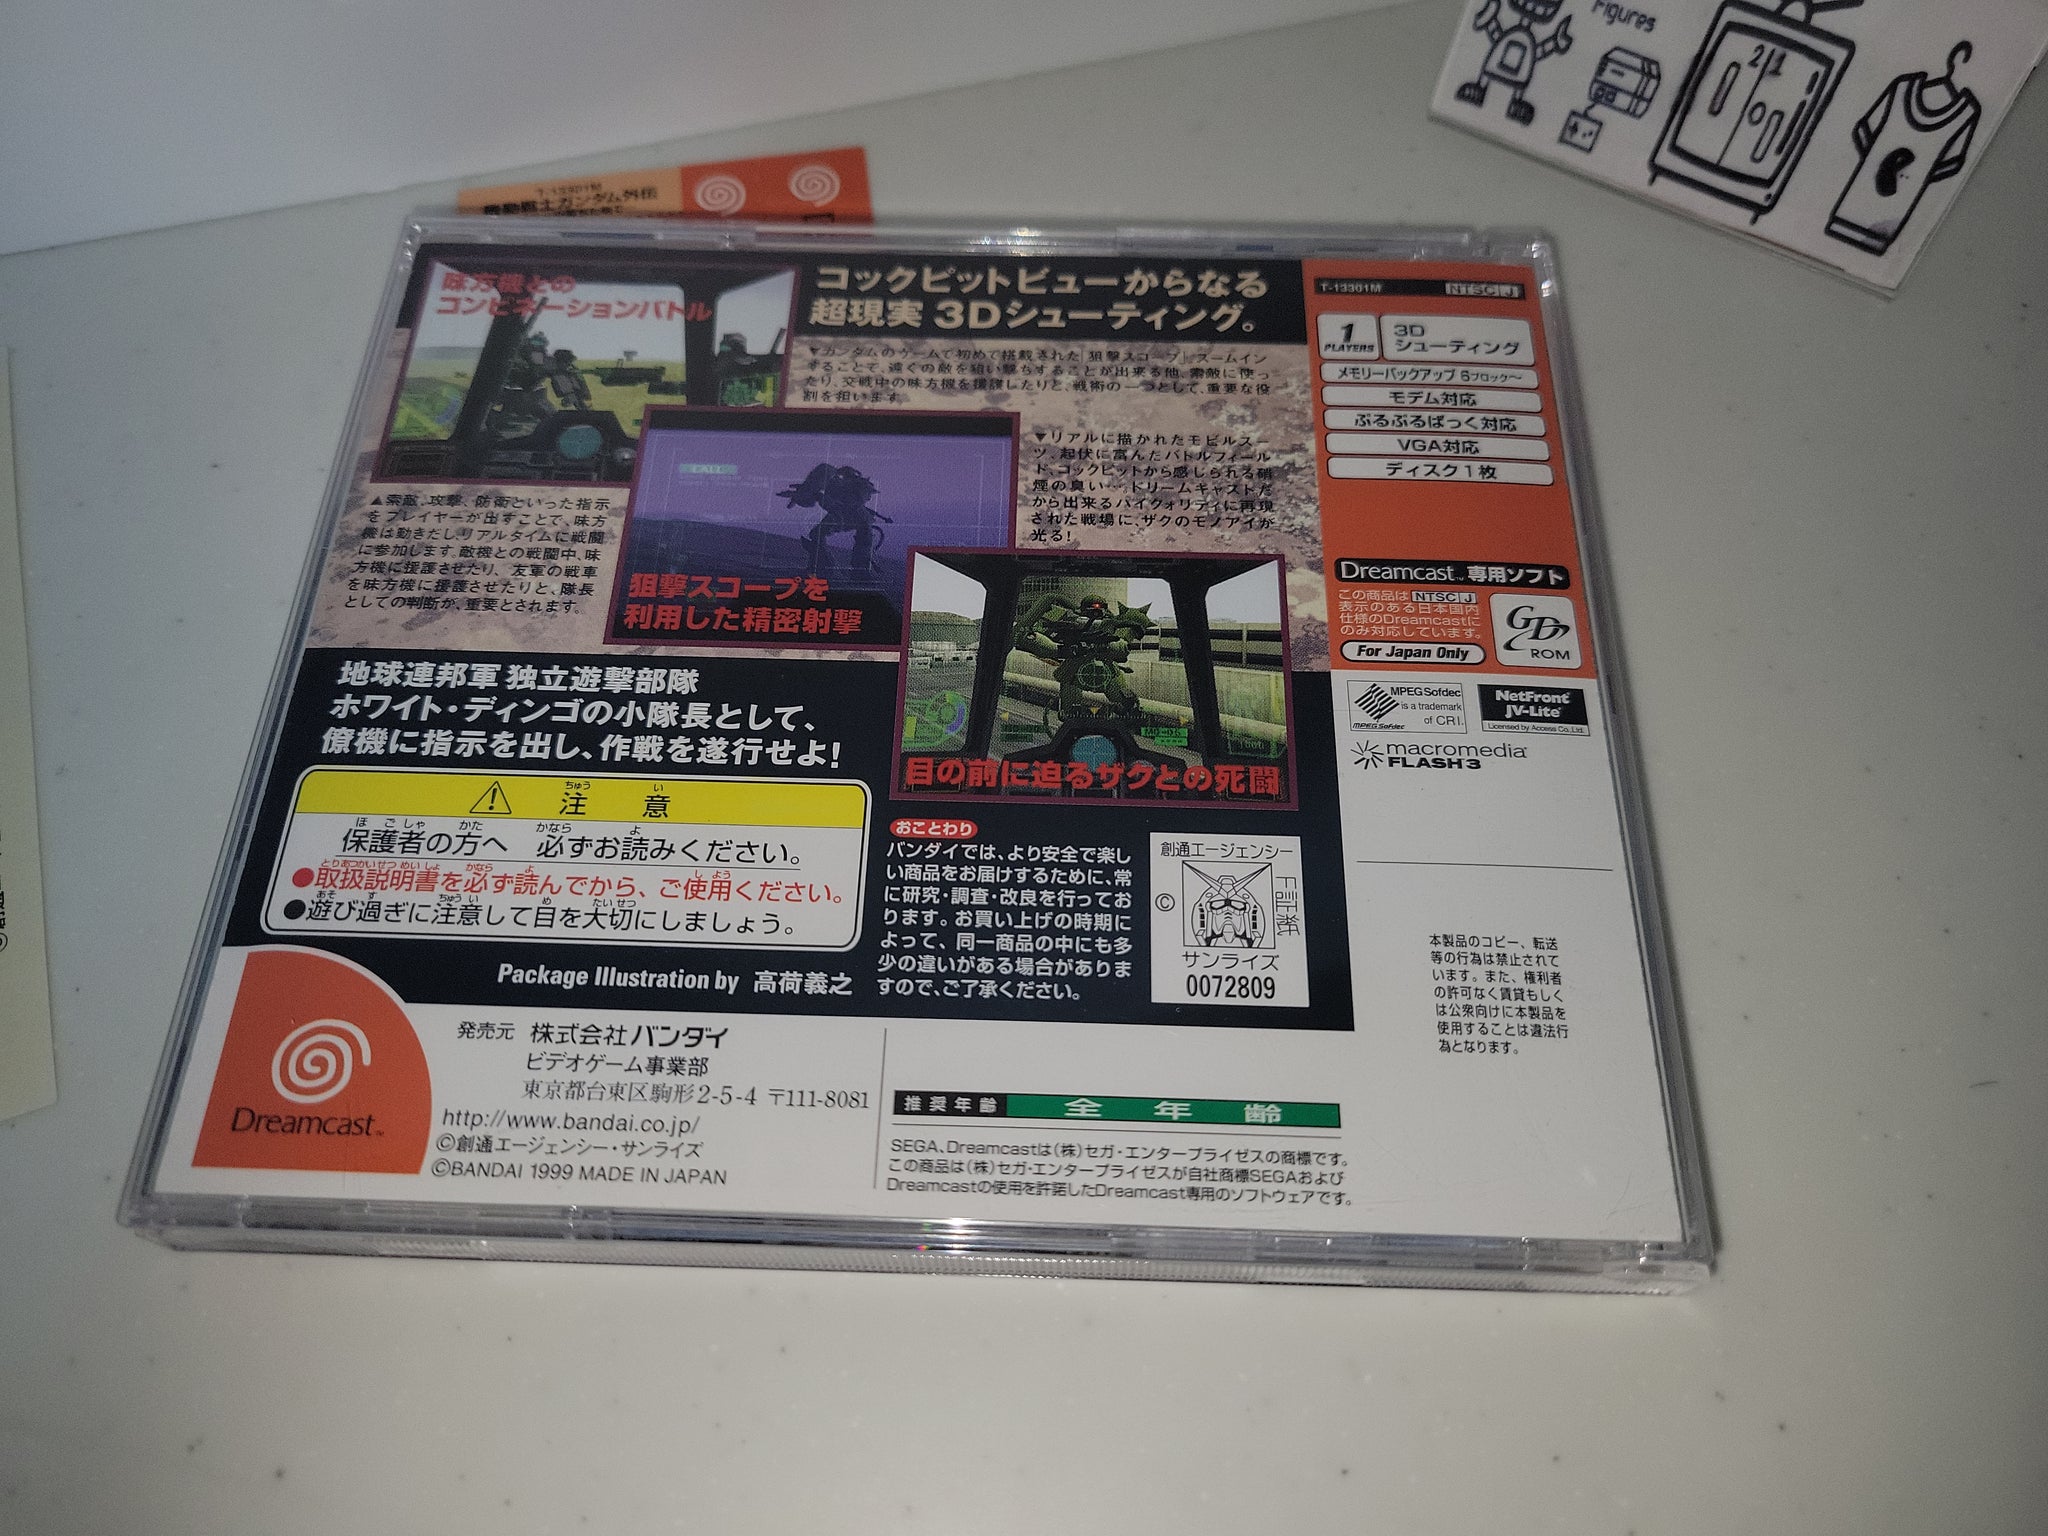 Figures
T-13301M
機動戦士ガンダム外伝
味方機との
コンビネーションバトル
コックピットビューからなる
超現実 3Dシューティング。
▼ガンダムのゲームで初めて搭載された「狙撃スコープ」。ズームイン
することで、遠くの敵を狙い撃ちすることが出来る他、索敵に使っ
たり、交戦中の味方機を援護したりと、戦術の一つとして、重要な役
割を担います。
▼リアルに描かれたモビルスー
ツ、起伏に富んだバトルフィール
ド、コックピットから感じられる硝
煙の臭い…。ドリームキャストだ
から出来るハイクォリティに再現
された戦場に、ザクのモノアイが
光る!
▲索敵、攻撃、防衛といった指示
をプレイヤーが出すことで、味方
機は動きだし、リアルタイムに戦闘
に参加します。敵機との戦闘中、味
方機に援護させたり、友軍の戦車
を味方機に援護させたりと、隊長
としての判断が、重要とされます。
CALL
狙撃スコープを
利用した精密射撃
MS-06
目の前に迫るザクとの死闘
地球連邦軍 独立遊撃部隊
ホワイト・ディンゴの小隊長として、
僚機に指示を出し、作戦を遂行せよ!
注意
保護者の方へ 必ずお読みください。
●取扱説明書を必ず読んでから、ご使用ください。
●遊び過ぎに注意して目を大切にしましょう。
Package Illustration by 高荷義之
おことわり
バンダイでは、より安全で楽し
い商品をお届けするために、常
に研究・調査・改良を行ってお
ります。お買い上げの時期に
よって、同一商品の中にも多
少の違いがある場合がありま
すので、ご了承ください。
創通エージェンシー
©
証紙
サンライズ
0072809
T-13301M NTSC J
1
PLAYERS
3D
シューティング
メモリーバックアップ 6ブロック〜
モデム対応
ぷるぷるぱっく対応
VGA対応
ディスク1枚
Dreamcast™ 専用ソフト
この商品は NTSC J
表示のある日本国内
仕様のDreamcastに
のみ対応しています。
For Japan Only
GD
ROM
MPEG Sofdec
is a trademark
of CRI.
MPEG Sofdec
NetFront
JV-Lite
Licensed by Access Co.,Ltd.
macromedia
FLASH 3
本製品のコピー、転送
等の行為は禁止されて
います。また、権利者
の許可なく賃貸もしく
は公衆向けに本製品を
使用することは違法行
為となります。
Dreamcast™
発売元 株式会社 バンダイ
ビデオゲーム事業部
東京都台東区駒形2-5-4 〒111-8081
http://www.bandai.co.jp/
©創通エージェンシー・サンライズ
©BANDAI 1999 MADE IN JAPAN
推奨年齢 全年齢
SEGA、Dreamcastは(株)セガ・エンタープライゼスの商標です。
この商品は(株)セガ・エンタープライゼスが自社商標SEGAおよび
Dreamcastの使用を許諾したDreamcast専用のソフトウェアです。